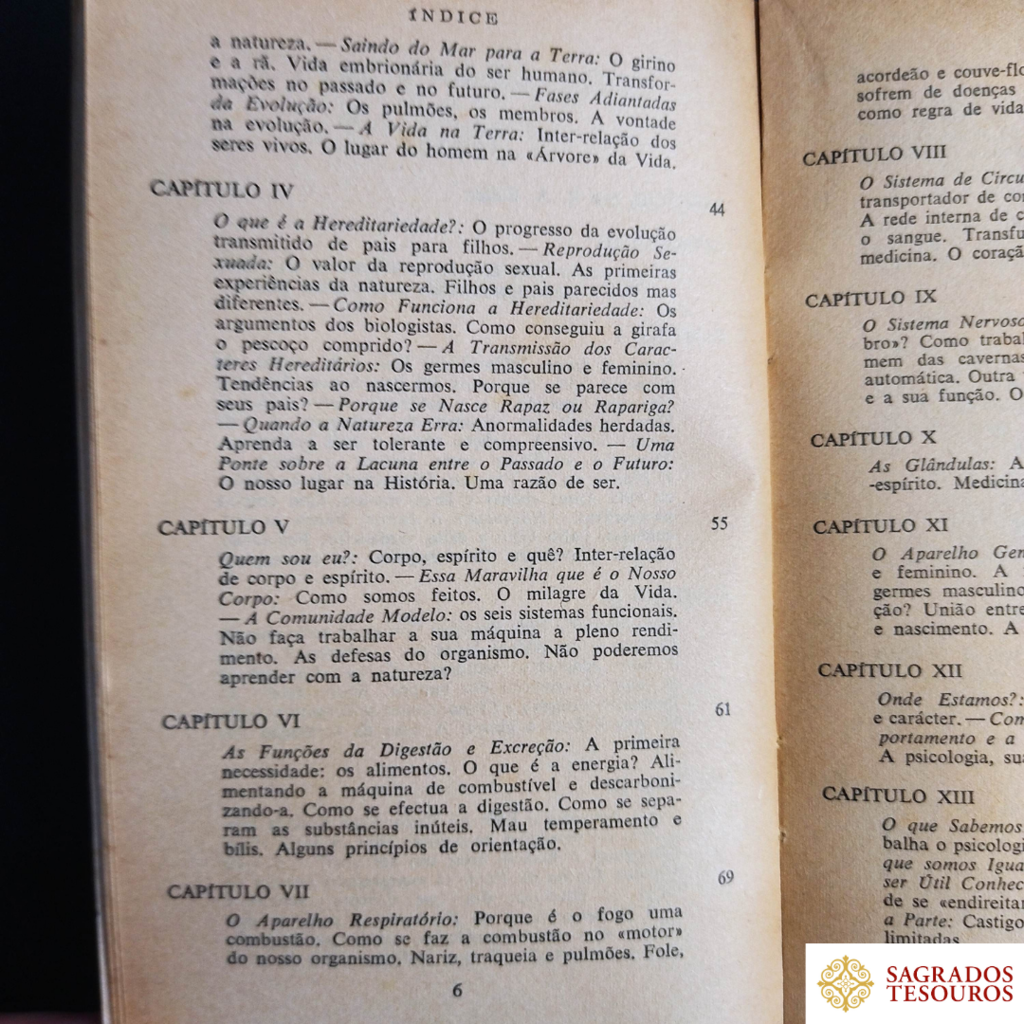 ÍNDICE
a natureza. — Saindo do Mar para a Terra: O girino
e a rã. Vida embrionária do ser humano. Transfor-
mações no passado e no futuro. — Fases Adiantadas
da Evolução: Os pulmões, os membros. A vontade
na evolução. — A Vida na Terra: Inter-relação dos
seres vivos. O lugar do homem na «Árvore» da Vida.
CAPÍTULO IV
44
O que é a Hereditariedade?: O progresso da evolução
transmitido de pais para filhos. — Reprodução Se-
xuada: O valor da reprodução sexual. As primeiras
experiências da natureza. Filhos e pais parecidos mas
diferentes. — Como Funciona a Hereditariedade: Os
argumentos dos biologistas. Como conseguiu a girafa
o pescoço comprido? — A Transmissão dos Carac-
teres Hereditários: Os germes masculino e feminino.
Tendências ao nascermos. Porque se parece com
seus pais? — Porque se Nasce Rapaz ou Rapariga?
— Quando a Natureza Erra: Anormalidades herdadas.
Aprenda a ser tolerante e compreensivo. — Uma
Ponte sobre a Lacuna entre o Passado e o Futuro:
O nosso lugar na História. Uma razão de ser.
CAPÍTULO V
55
Quem sou eu?: Corpo, espírito e quê? Inter-relação
de corpo e espírito. — Essa Maravilha que é o Nosso
Corpo: Como somos feitos. O milagre da Vida.
— A Comunidade Modelo: os seis sistemas funcionais.
Não faça trabalhar a sua máquina a pleno rendi-
mento. As defesas do organismo. Não poderemos
aprender com a natureza?
CAPÍTULO VI
61
As Funções da Digestão e Excreção: A primeira
necessidade: os alimentos. O que é a energia? Ali-
mentando a máquina de combustível e descarboni-
zando-a. Como se efectua a digestão. Como se sepa-
ram as substâncias inúteis. Mau temperamento e
bílis. Alguns princípios de orientação.
CAPÍTULO VII
69
O Aparelho Respiratório: Porque é o fogo uma
combustão. Como se faz a combustão no «motor»
do nosso organismo. Nariz, traqueia e pulmões. Fole,
6
acordeão e couve-flo
sofrem de doenças
como regra de vida
CAPÍTULO VIII
O Sistema de Circu
transportador de co
A rede interna de c
o sangue. Transfu
medicina. O coraçã
CAPÍTULO IX
O Sistema Nervoso
bro»? Como trabal
mem das cavernas
automática. Outra
e a sua função. O
CAPÍTULO X
As Glândulas: A
-espírito. Medicina
CAPÍTULO XI
O Aparelho Gen
e feminino. A
germes masculino
ção? União entre
e nascimento. A
CAPÍTULO XII
Onde Estamos?:
e carácter. — Com
portamento e a
A psicologia, sua
CAPÍTULO XIII
O que Sabemos
balha o psicologi
que somos Igua
ser Útil Conhec
de se «endireitar
a Parte: Castigo
limitadas
SAGRADOS
TESOUROS